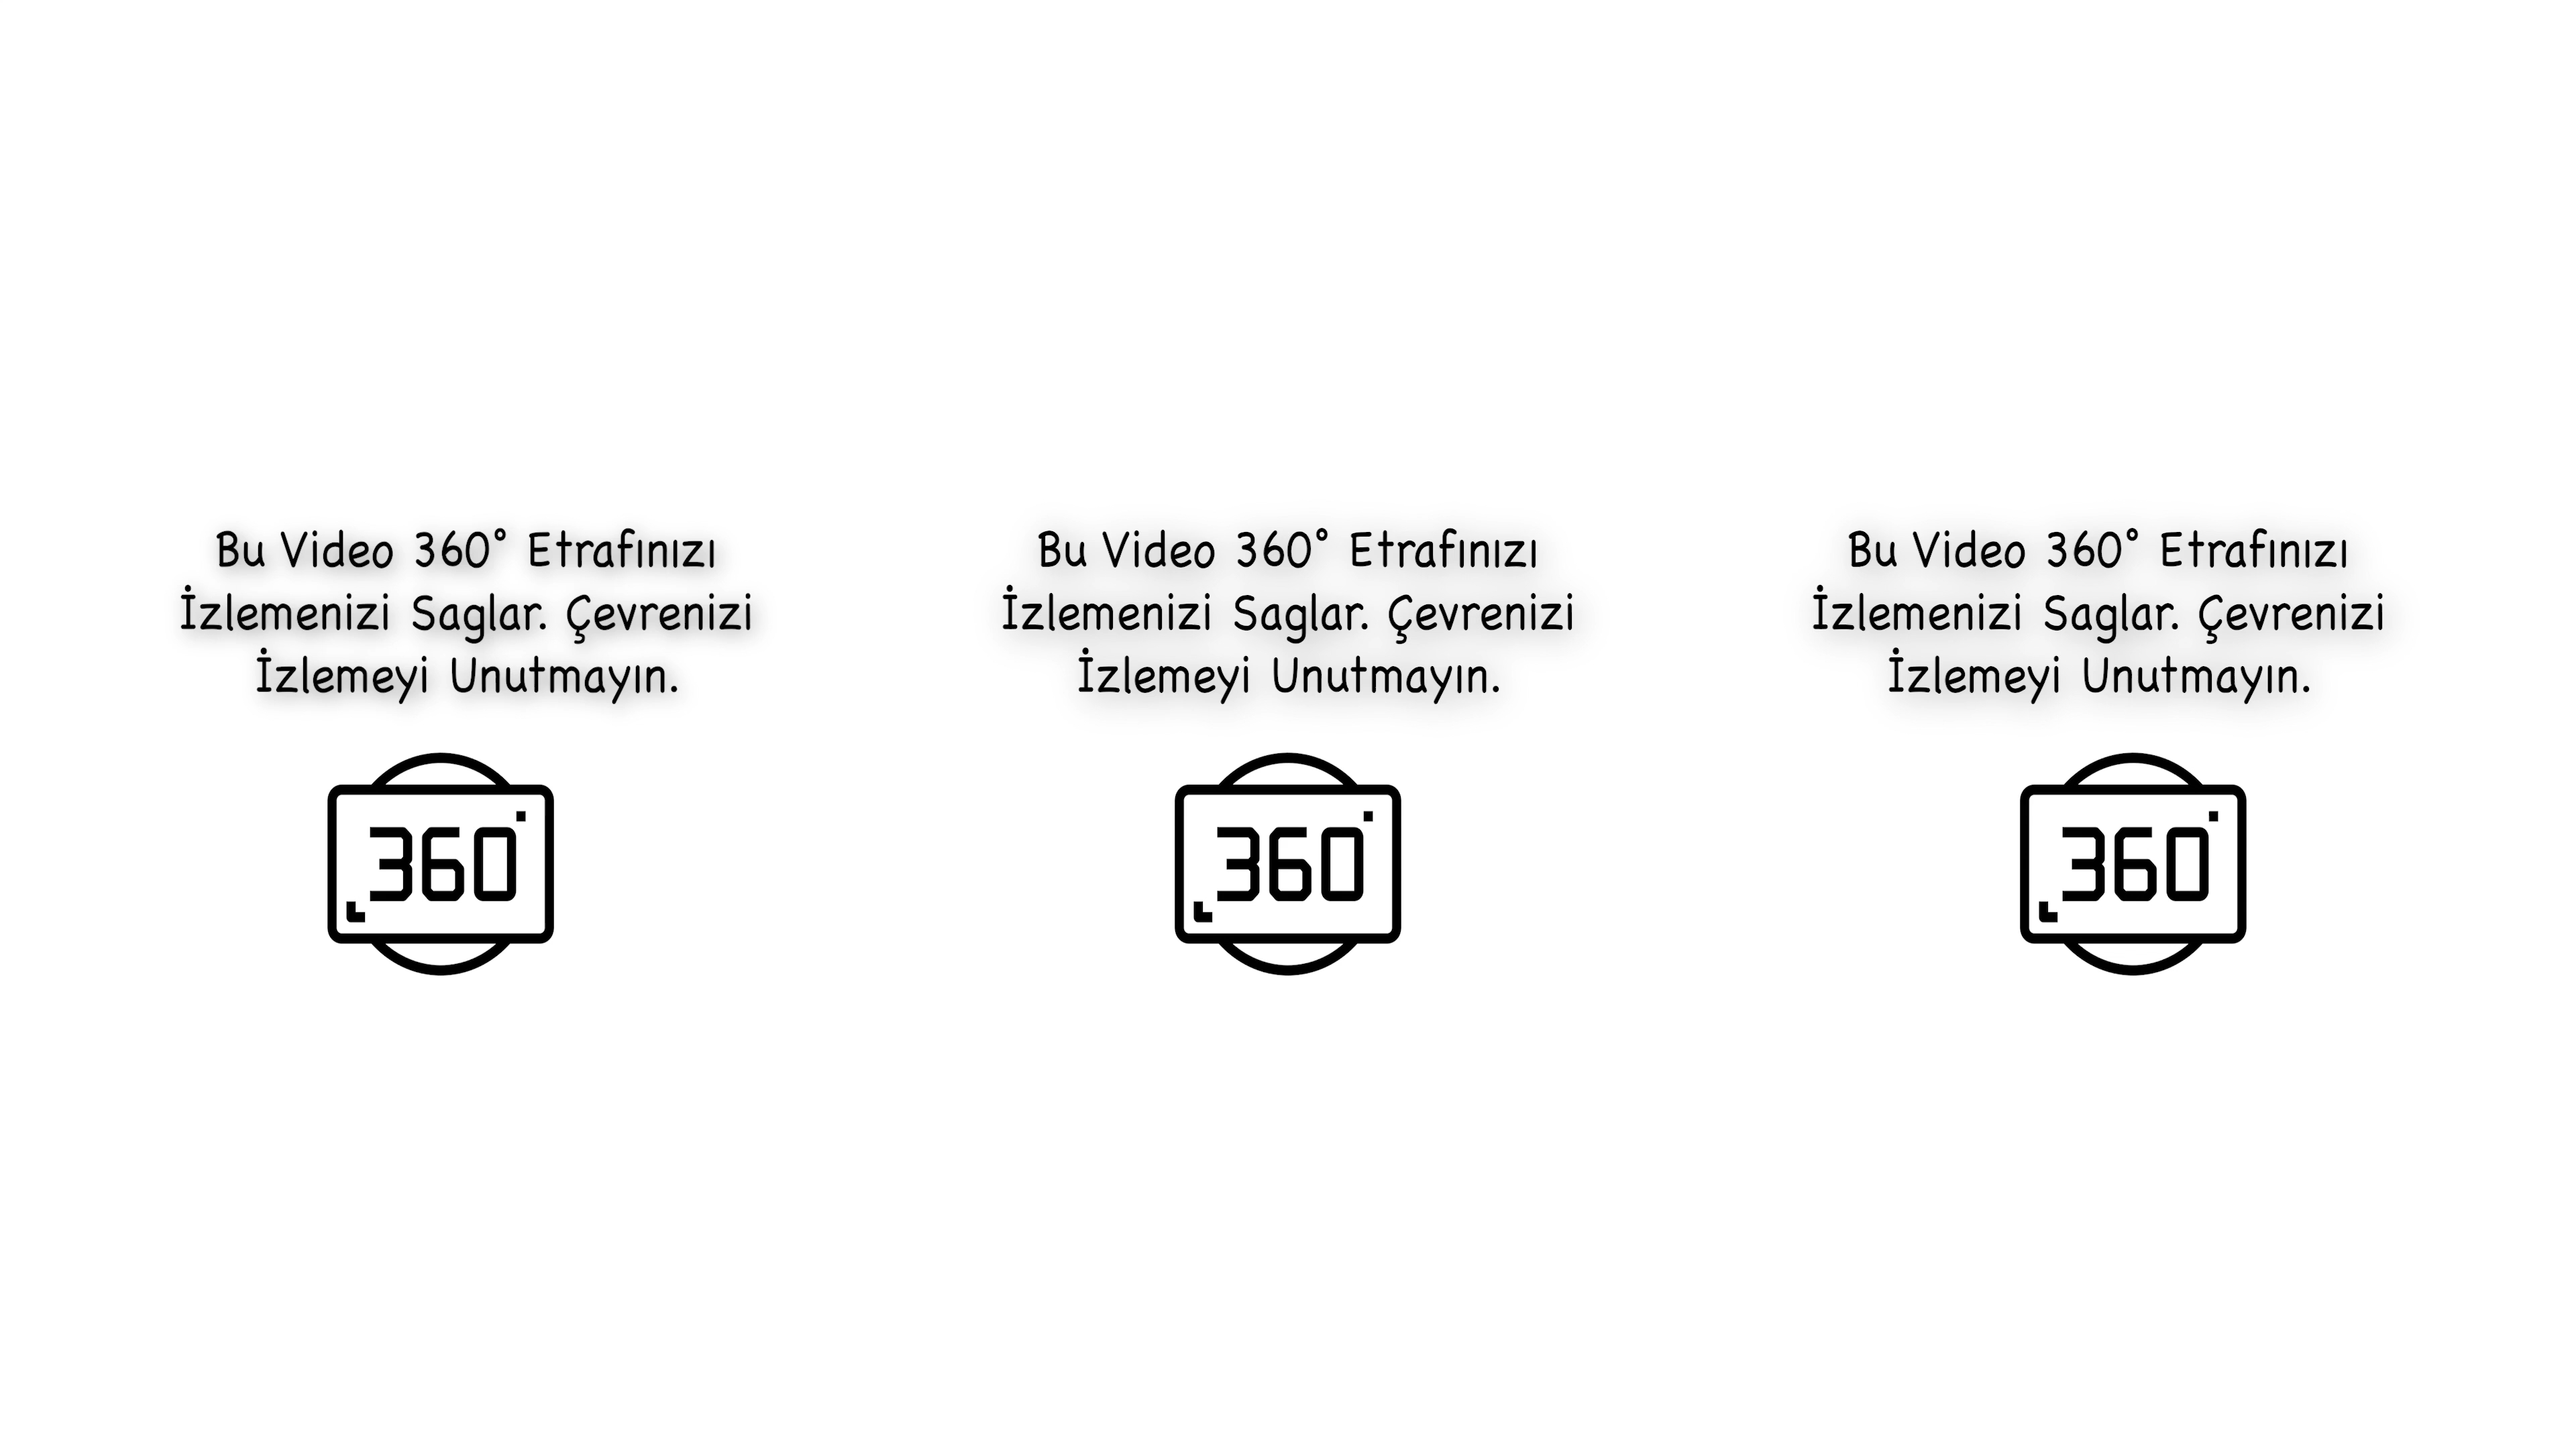 Bu Video 360° Etrafınızı
İzlemenizi Saglar. Çevrenizi
İzlemeyi Unutmayın.
360°
Bu Video 360° Etrafınızı
İzlemenizi Saglar. Çevrenizi
İzlemeyi Unutmayın.
360°
Bu Video 360° Etrafınızı
İzlemenizi Saglar. Çevrenizi
İzlemeyi Unutmayın.
360°